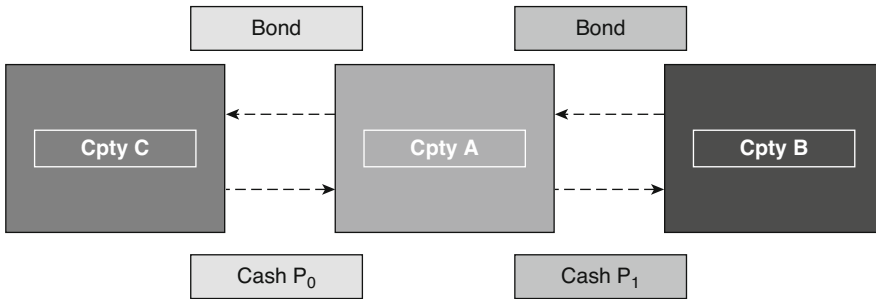 Bond
Bond
Cpty C
Cpty A
Cpty B
Cash P₀
Cash P₁